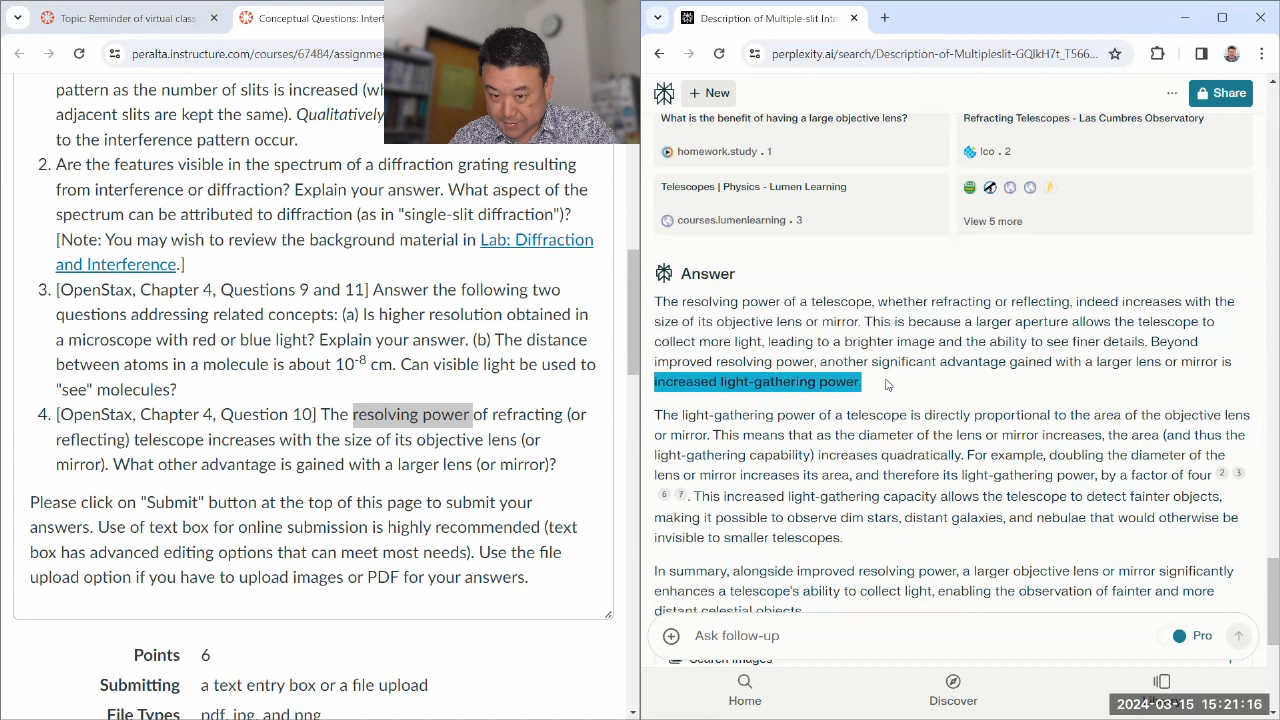 Topic: Reminder of virtual class
Conceptual Questions: Interf
peralta.instructure.com/courses/67484/assignme
pattern as the number of slits is increased (w
adjacent slits are kept the same). Qualitatively
to the interference pattern occur.
2. Are the features visible in the spectrum of a diffraction grating resulting
from interference or diffraction? Explain your answer. What aspect of the
spectrum can be attributed to diffraction (as in "single-slit diffraction")?
[Note: You may wish to review the background material in Lab: Diffraction
and Interference.]
3. [OpenStax, Chapter 4, Questions 9 and 11] Answer the following two
questions addressing related concepts: (a) Is higher resolution obtained in
a microscope with red or blue light? Explain your answer. (b) The distance
between atoms in a molecule is about 10⁻⁸ cm. Can visible light be used to
"see" molecules?
4. [OpenStax, Chapter 4, Question 10] The resolving power of refracting (or
reflecting) telescope increases with the size of its objective lens (or
mirror). What other advantage is gained with a larger lens (or mirror)?
Please click on "Submit" button at the top of this page to submit your
answers. Use of text box for online submission is highly recommended (text
box has advanced editing options that can meet most needs). Use the file
upload option if you have to upload images or PDF for your answers.
Points 6
Submitting a text entry box or a file upload
File Types pdf, jpg, and png
Description of Multiple-slit Inte
perplexity.ai/search/Description-of-Multipleslit-GQlkH7t_T566...
New
Share
What is the benefit of having a large objective lens?
homework.study · 1
Refracting Telescopes - Las Cumbres Observatory
lco · 2
Telescopes | Physics - Lumen Learning
courses.lumenlearning · 3
View 5 more
Answer
The resolving power of a telescope, whether refracting or reflecting, indeed increases with the
size of its objective lens or mirror. This is because a larger aperture allows the telescope to
collect more light, leading to a brighter image and the ability to see finer details. Beyond
improved resolving power, another significant advantage gained with a larger lens or mirror is
increased light-gathering power.
The light-gathering power of a telescope is directly proportional to the area of the objective lens
or mirror. This means that as the diameter of the lens or mirror increases, the area (and thus the
light-gathering capability) increases quadratically. For example, doubling the diameter of the
lens or mirror increases its area, and therefore its light-gathering power, by a factor of four 2 3
6 7 . This increased light-gathering capacity allows the telescope to detect fainter objects,
making it possible to observe dim stars, distant galaxies, and nebulae that would otherwise be
invisible to smaller telescopes.
In summary, alongside improved resolving power, a larger objective lens or mirror significantly
enhances a telescope's ability to collect light, enabling the observation of fainter and more
distant celestial objects.
Ask follow-up
Pro
Search Images
Home
Discover
2024-03-15 15:21:16